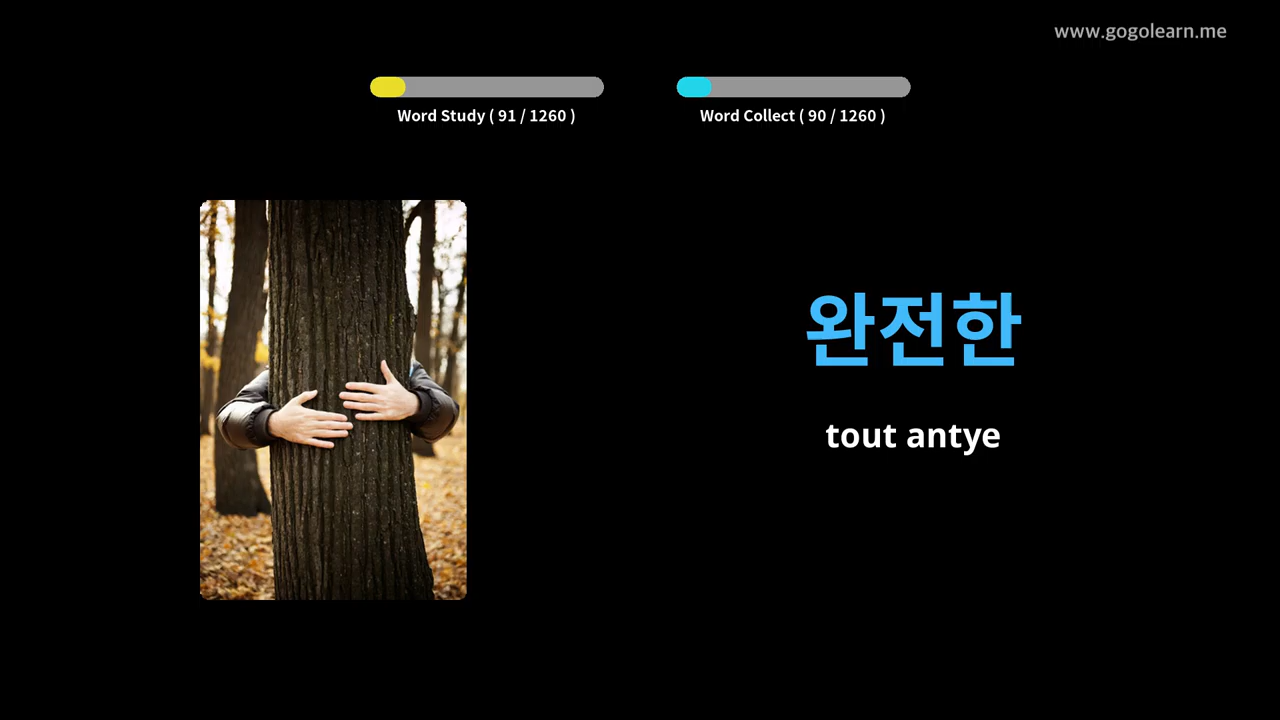 www.gogolearn.me
Word Study ( 91 / 1260 )
Word Collect ( 90 / 1260 )
완전한
tout antye